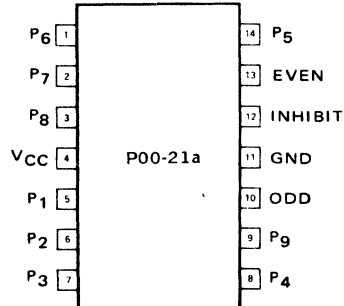 P6 1 14 P5
P7 2 13 EVEN
P8 3 12 INHIBIT
VCC 4 P00-21a 11 GND
P1 5 10 ODD
P2 6 9 P9
P3 7 8 P4